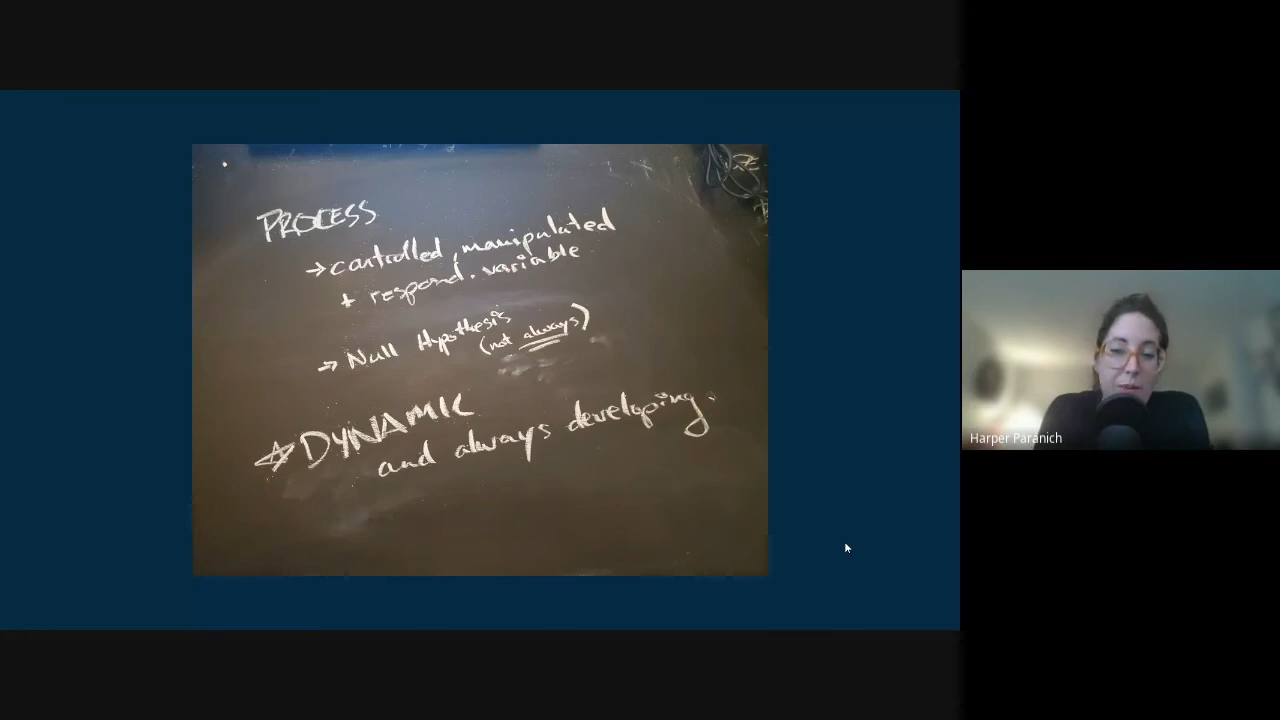 PROCESS
→ controlled, manipulated
+ respond. variable
→ Null Hypothesis
(not always)
☆ DYNAMIC
and always developing.
Harper Paranich